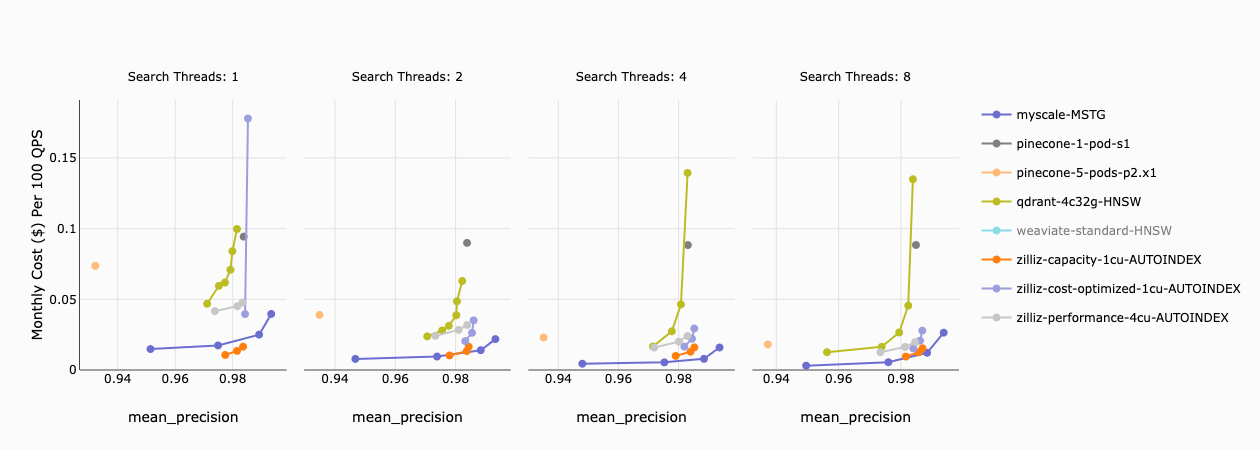 Search Threads: 1
Search Threads: 2
Search Threads: 4
Search Threads: 8
Monthly Cost ($) Per 100 QPS
0.15
0.1
0.05
0
0.94 0.96 0.98
0.94 0.96 0.98
0.94 0.96 0.98
0.94 0.96 0.98
mean_precision
mean_precision
mean_precision
mean_precision
myscale-MSTG
pinecone-1-pod-s1
pinecone-5-pods-p2.x1
qdrant-4c32g-HNSW
weaviate-standard-HNSW
zilliz-capacity-1cu-AUTOINDEX
zilliz-cost-optimized-1cu-AUTOINDEX
zilliz-performance-4cu-AUTOINDEX